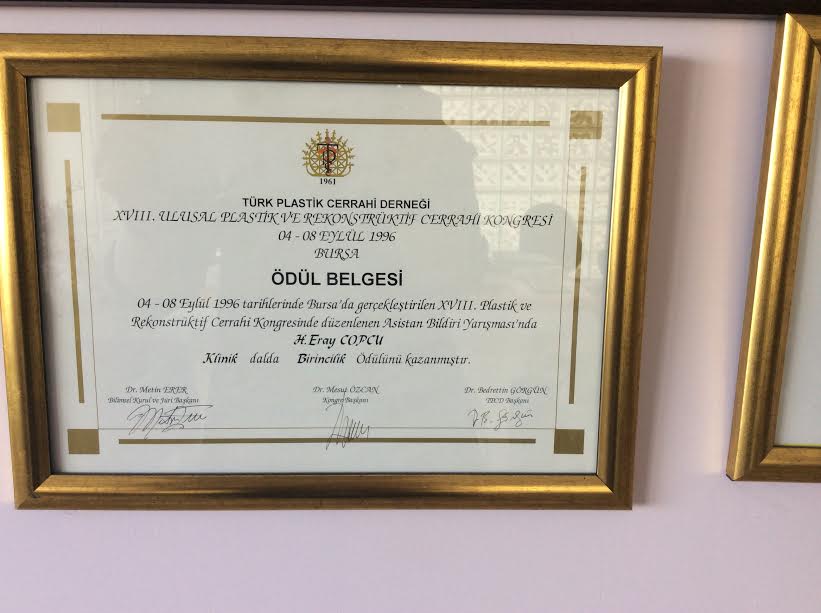 TP
1961
TÜRK PLASTİK CERRAHİ DERNEĞİ
XVIII. ULUSAL PLASTİK VE REKONSTRÜKTİF CERRAHİ KONGRESİ
04 - 08 EYLÜL 1996
BURSA
ÖDÜL BELGESİ
04 - 08 Eylül 1996 tarihlerinde Bursa'da gerçekleştirilen XVIII. Plastik ve
Rekonstrüktif Cerrahi Kongresinde düzenlenen Asistan Bildiri Yarışması'nda
H.Eray COPCU
Klinik dalda Birincilik Ödülünü kazanmıştır.
Dr. Metin ERER
Bilimsel Kurul ve Jüri Başkanı
Dr. Mesut ÖZCAN
Kongre Başkanı
Dr. Bedrettin GÖRGÜN
TPCD Başkanı